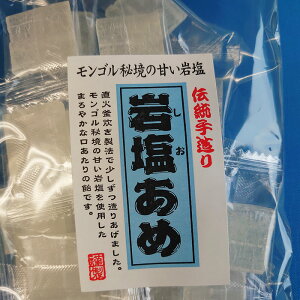 モンゴル秘境の甘い岩塩
伝統手造り
岩塩あめ
しお
直火釜炊き製法で少しずつ造りあげました。
モンゴル秘境の甘い岩塩を使用した
まろやかな口あたりの飴です。